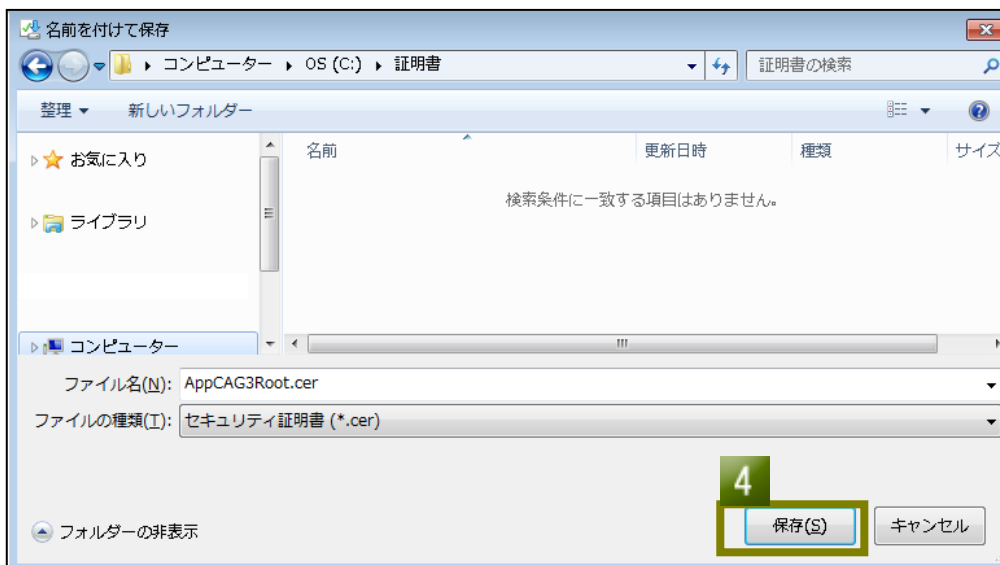 名前を付けて保存
コンピューター OS (C:) 証明書 証明書の検索
整理 新しいフォルダー
お気に入り
ライブラリ
コンピューター
名前 更新日時 種類 サイズ
検索条件に一致する項目はありません。
ファイル名(N): AppCAG3Root.cer
ファイルの種類(T): セキュリティ証明書 (*.cer)
4
フォルダーの非表示 保存(S) キャンセル